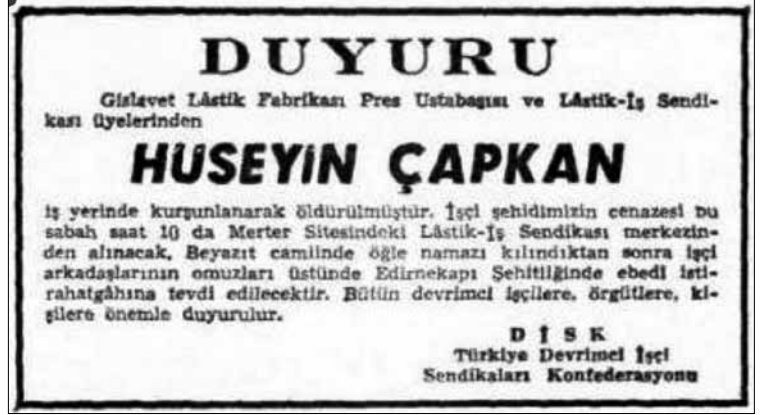 DUYURU
Gislavet Lâstik Fabrikası Pres Ustabaşısı ve Lâstik-İş Sendi-
kası üyelerinden
HÜSEYİN ÇAPKAN
iş yerinde kurşunlanarak öldürülmüştür. İşçi şehidimizin cenazesi bu
sabah saat 10 da Merter Sitesindeki Lâstik-İş Sendikası merkezin-
den alınacak, Beyazıt camiinde öğle namazı kılındıktan sonra işçi
arkadaşlarının omuzları üstünde Edirnekapı Şehitliğinde ebedi isti-
rahatgâhına tevdi edilecektir. Bütün devrimci işçilere, örgütlere, ki-
şilere önemle duyurulur.
DİSK
Türkiye Devrimci İşçi
Sendikaları Konfederasyonu